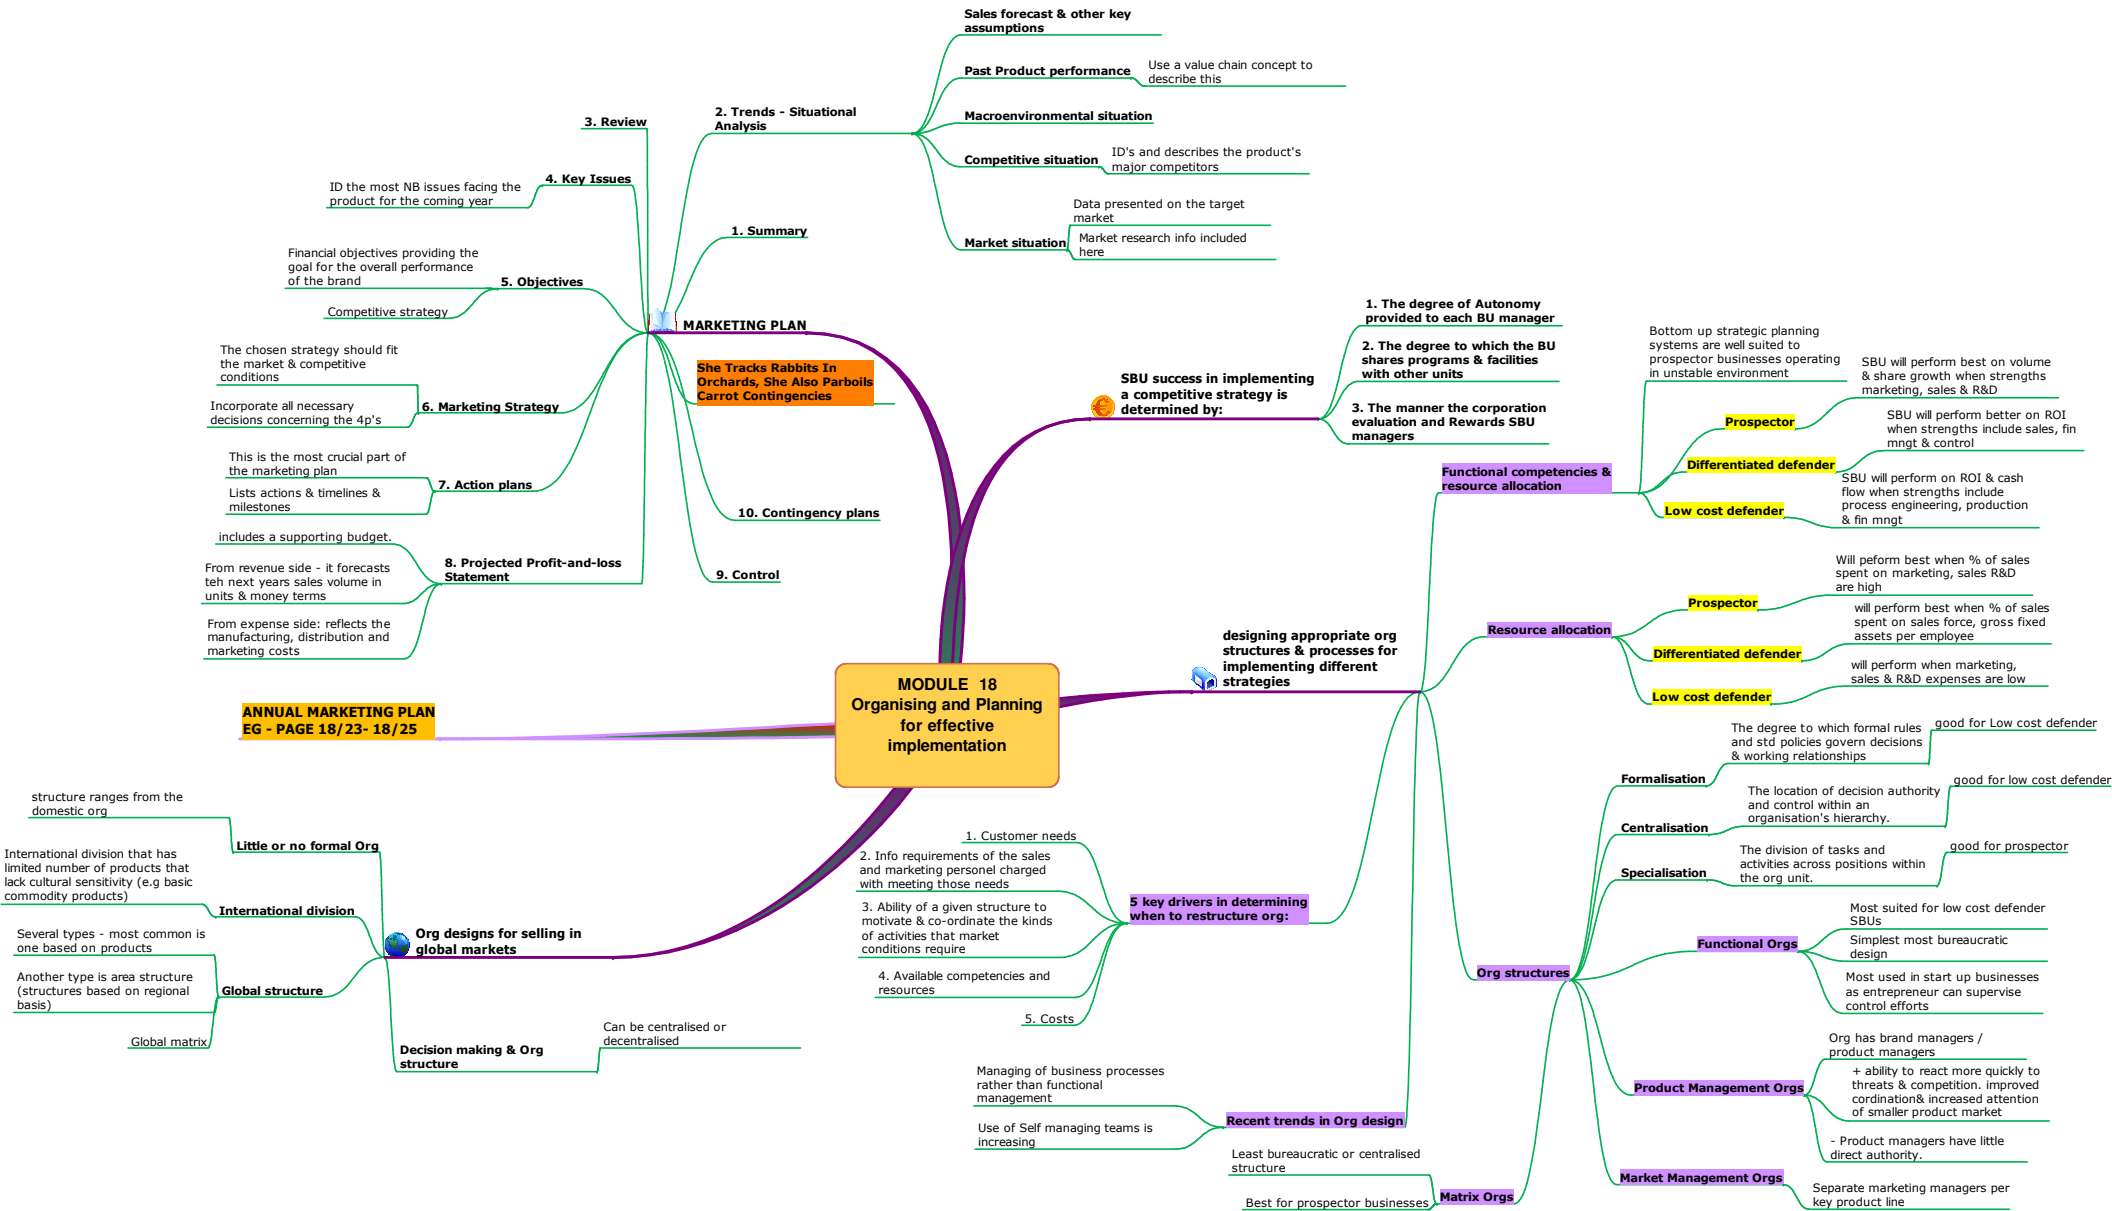 MODULE  18
Organising and Planning
for effective
implementation
MARKETING PLAN
1. Summary
2. Trends - Situational
Analysis
Sales forecast & other key
assumptions
Past Product performance
Use a value chain concept to
describe this
Macroenvironmental situation
Competitive situation
ID's and describes the product's
major competitors
Market situation
Data presented on the target
market
Market research info included
here
3. Review
4. Key Issues
ID the most NB issues facing the
product for the coming year
5. Objectives
Financial objectives providing the
goal for the overall performance
of the brand
Competitive strategy
6. Marketing Strategy
The chosen strategy should fit
the market & competitive
conditions
Incorporate all necessary
decisions concerning the 4p's
7. Action plans
This is the most crucial part of
the marketing plan
Lists actions & timelines &
milestones
8. Projected Profit-and-loss
Statement
includes a supporting budget.
From revenue side - it forecasts
teh next years sales volume in
units & money terms
From expense side: reflects the
manufacturing, distribution and
marketing costs
9. Control
10. Contingency plans
She Tracks Rabbits In
Orchards, She Also Parboils
Carrot Contingencies
SBU success in implementing
a competitive strategy is
determined by:
1. The degree of Autonomy
provided to each BU manager
2. The degree to which the BU
shares programs & facilities
with other units
3. The manner the corporation
evaluation and Rewards SBU
managers
designing appropriate org
structures & processes for
implementing different
strategies
Functional competencies &
resource allocation
Bottom up strategic planning
systems are well suited to
prospector businesses operating
in unstable environment
Prospector
SBU will perform best on volume
& share growth when strengths
marketing, sales & R&D
Differentiated defender
SBU will perform better on ROI
when strengths include sales, fin
mngt & control
Low cost defender
SBU will perform on ROI & cash
flow when strengths include
process engineering, production
& fin mngt
Resource allocation
Prospector
Will peform best when % of sales
spent on marketing, sales R&D
are high
Differentiated defender
will perform best when % of sales
spent on sales force, gross fixed
assets per employee
Low cost defender
will perform when marketing,
sales & R&D expenses are low
Org structures
Formalisation
The degree to which formal rules
and std policies govern decisions
& working relationships
good for Low cost defender
Centralisation
The location of decision authority
and control within an
organisation's hierarchy.
good for low cost defender
Specialisation
The division of tasks and
activities across positions within
the org unit.
good for prospector
Functional Orgs
Most suited for low cost defender
SBUs
Simplest most bureaucratic
design
Most used in start up businesses
as entrepreneur can supervise
control efforts
Product Management Orgs
Org has brand managers /
product managers
+ ability to react more quickly to
threats & competition. improved
cordination& increased attention
of smaller product market
- Product managers have little
direct authority.
Market Management Orgs
Separate marketing managers per
key product line
Matrix Orgs
Least bureaucratic or centralised
structure
Best for prospector businesses
Recent trends in Org design
Managing of business processes
rather than functional
management
Use of Self managing teams is
increasing
5 key drivers in determining
when to restructure org:
1. Customer needs
2. Info requirements of the sales
and marketing personel charged
with meeting those needs
3. Ability of a given structure to
motivate & co-ordinate the kinds
of activities that market
conditions require
4. Available competencies and
resources
5. Costs
Org designs for selling in
global markets
Little or no formal Org
structure ranges from the
domestic org
International division
International division that has
limited number of products that
lack cultural sensitivity (e.g basic
commodity products)
Global structure
Several types - most common is
one based on products
Another type is area structure
(structures based on regional
basis)
Global matrix
Decision making & Org
structure
Can be centralised or
decentralised
ANNUAL MARKETING PLAN
EG - PAGE 18/23- 18/25